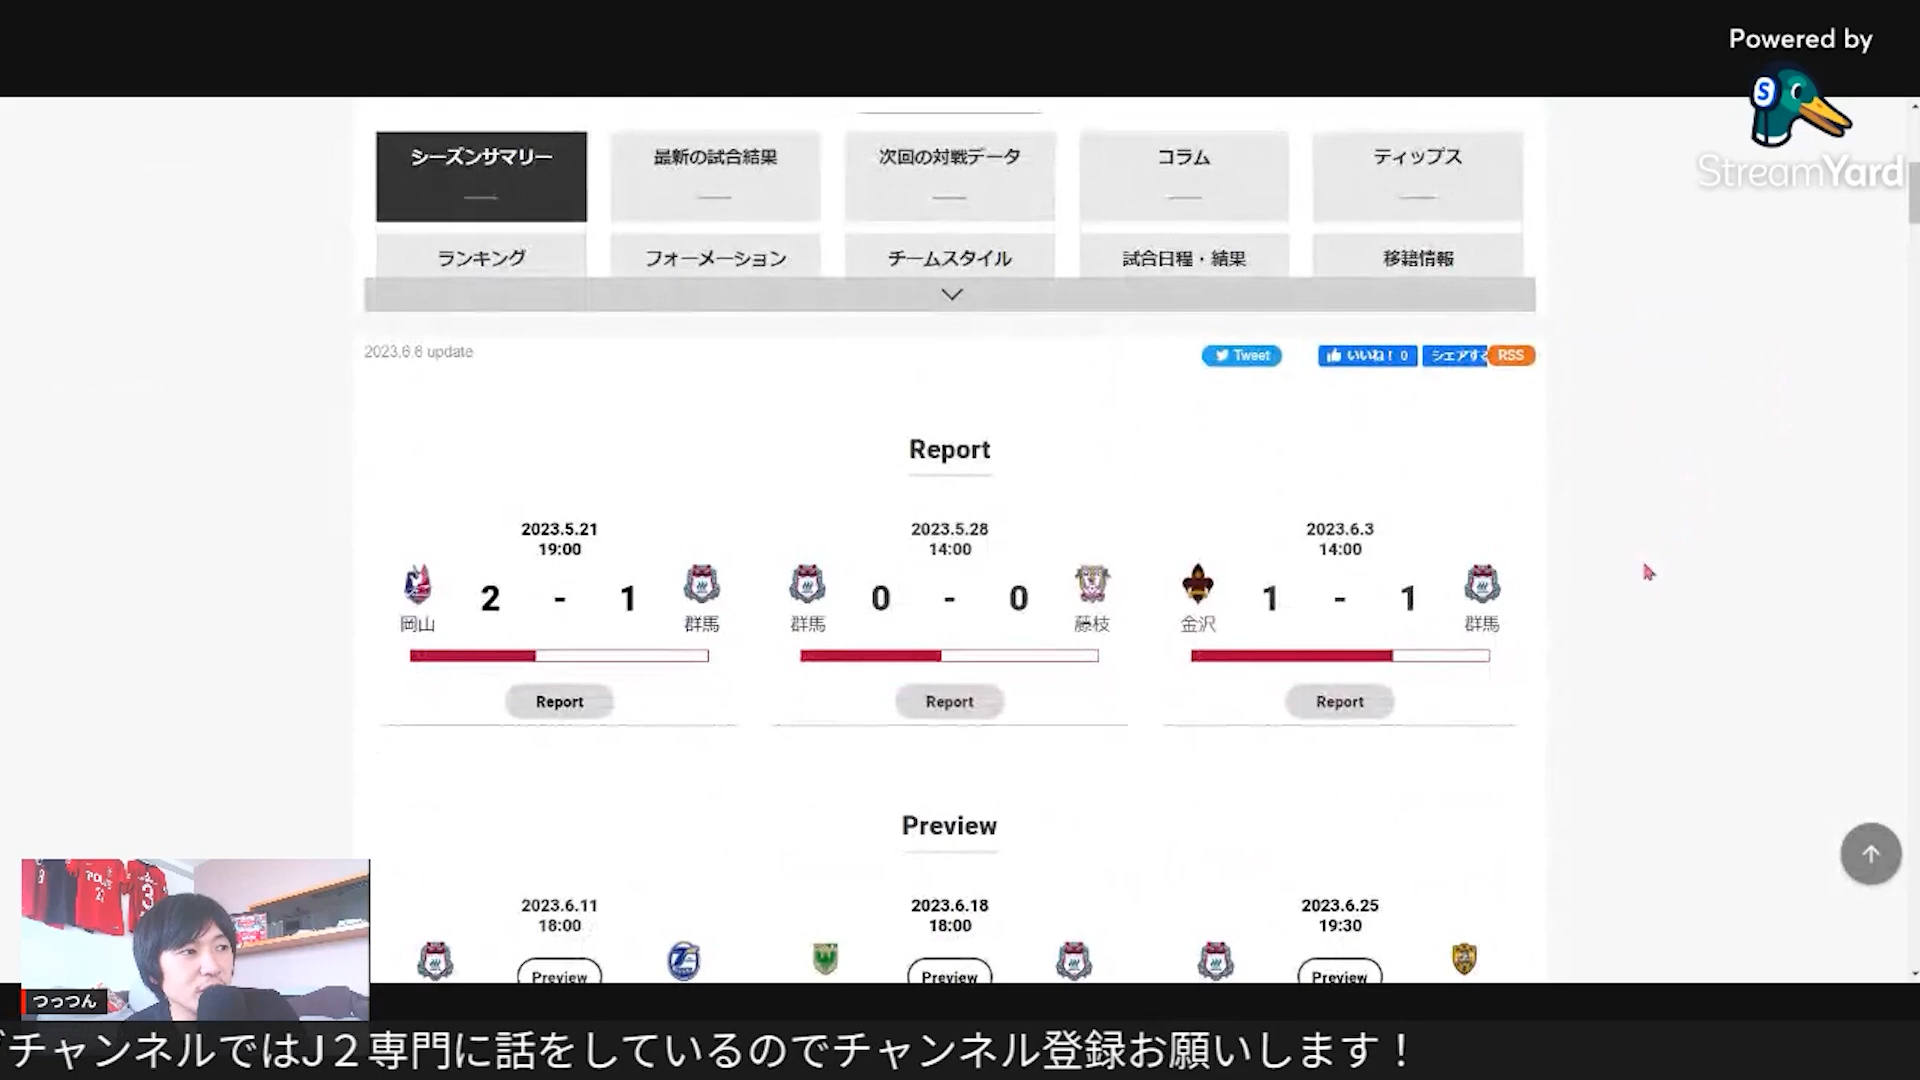 Powered by
StreamYard
シーズンサマリー
最新の試合結果
次回の対戦データ
コラム
ティップス
ランキング
フォーメーション
チームスタイル
試合日程・結果
移籍情報
2023.6.8 update
Tweet
いいね！ 0
シェアする
RSS
Report
2023.5.21
19:00
2 - 1
岡山
群馬
Report
2023.5.28
14:00
0 - 0
群馬
藤枝
Report
2023.6.3
14:00
1 - 1
金沢
群馬
Report
Preview
2023.6.11
18:00
Preview
2023.6.18
18:00
Preview
2023.6.25
19:30
Preview
つっつん
チャンネルではJ２専門に話をしているのでチャンネル登録お願いします！